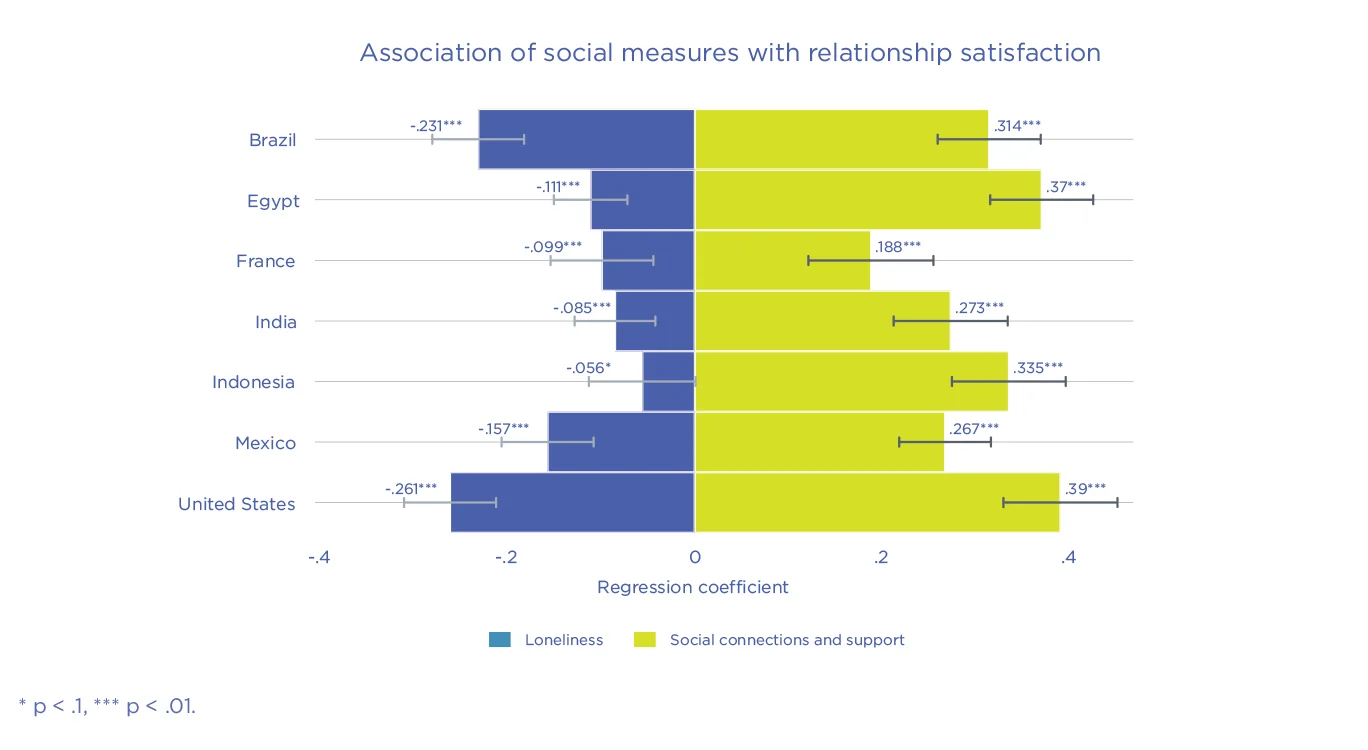 Association of social measures with relationship satisfaction
Brazil -.231*** .314***
Egypt -.111*** .37***
France -.099*** .188***
India -.085*** .273***
Indonesia -.056* .335***
Mexico -.157*** .267***
United States -.261*** .39***
-.4 -.2 0 .2 .4
Regression coefficient
Loneliness Social connections and support
* p < .1, *** p < .01.